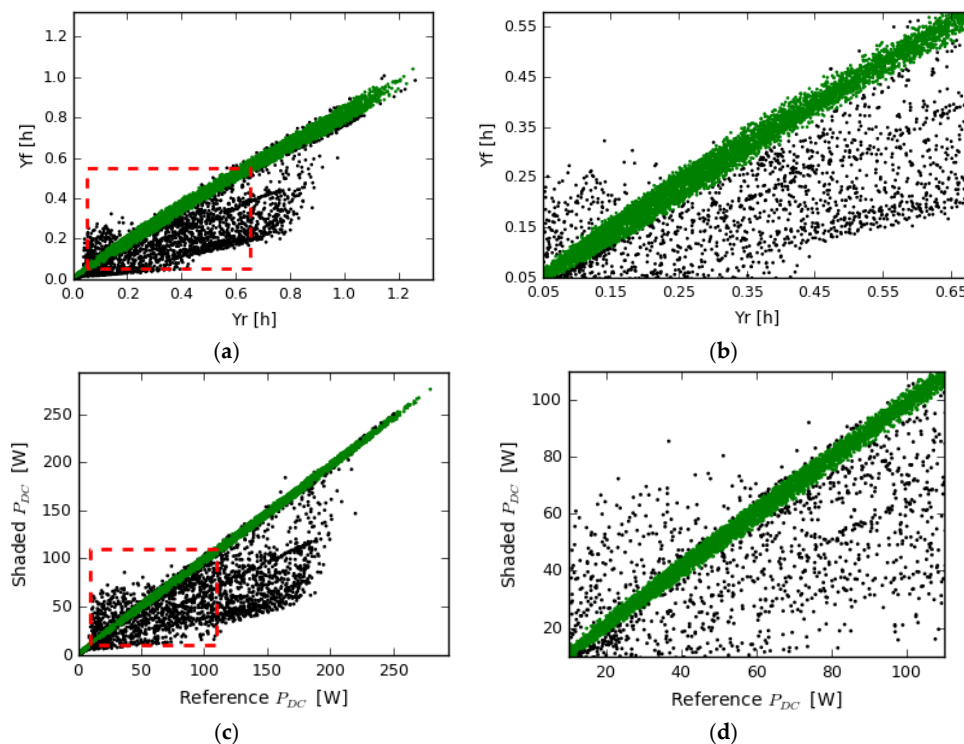 1.2
1.0
0.8
0.6
0.4
0.2
0.0
Yf [h]
0.0 0.2 0.4 0.6 0.8 1.0 1.2
Yr [h]
(a)
0.55
0.45
0.35
0.25
0.15
0.05
Yf [h]
0.05 0.15 0.25 0.35 0.45 0.55 0.65
Yr [h]
(b)
250
200
150
100
50
0
Shaded P_DC [W]
0 50 100 150 200 250
Reference P_DC [W]
(c)
100
80
60
40
20
Shaded P_DC [W]
20 40 60 80 100
Reference P_DC [W]
(d)